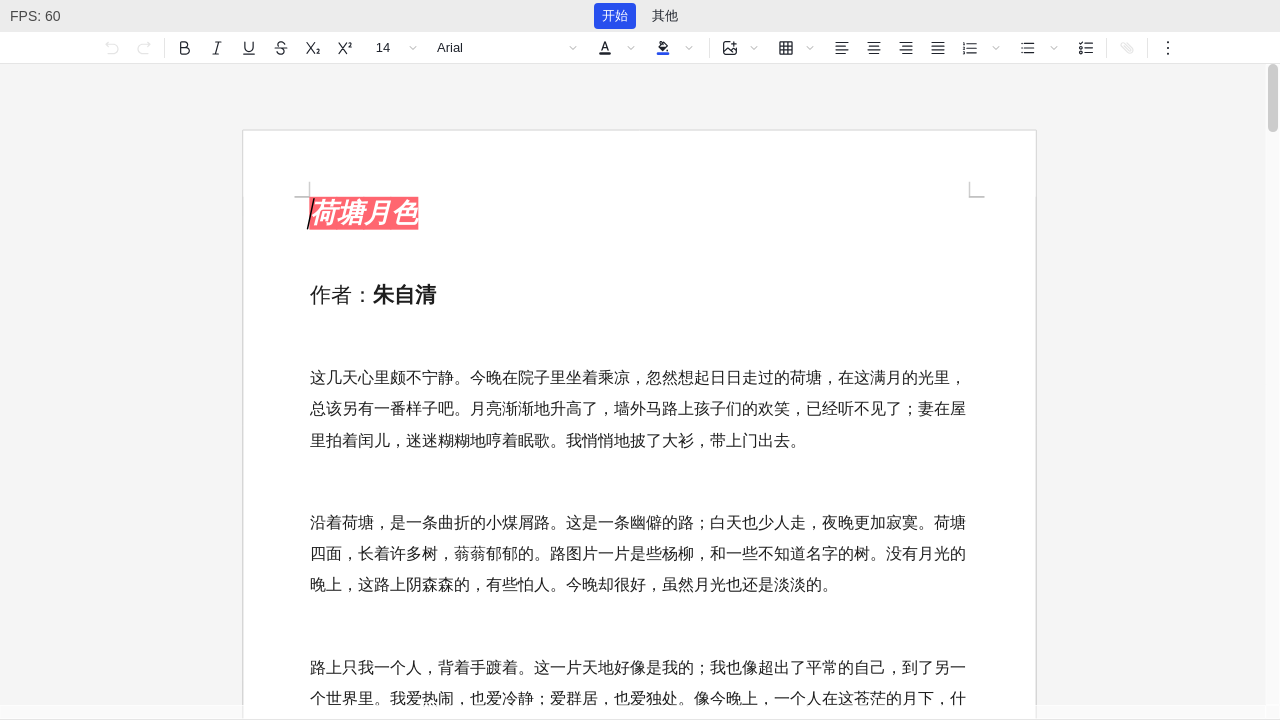 FPS: 60
开始 其他
14 Arial
荷塘月色
作者：朱自清
这几天心里颇不宁静。今晚在院子里坐着乘凉，忽然想起日日走过的荷塘，在这满月的光里，
总该另有一番样子吧。月亮渐渐地升高了，墙外马路上孩子们的欢笑，已经听不见了；妻在屋
里拍着闰儿，迷迷糊糊地哼着眠歌。我悄悄地披了大衫，带上门出去。
沿着荷塘，是一条曲折的小煤屑路。这是一条幽僻的路；白天也少人走，夜晚更加寂寞。荷塘
四面，长着许多树，蓊蓊郁郁的。路图片一片是些杨柳，和一些不知道名字的树。没有月光的
晚上，这路上阴森森的，有些怕人。今晚却很好，虽然月光也还是淡淡的。
路上只我一个人，背着手踱着。这一片天地好像是我的；我也像超出了平常的自己，到了另一
个世界里。我爱热闹，也爱冷静；爱群居，也爱独处。像今晚上，一个人在这苍茫的月下，什